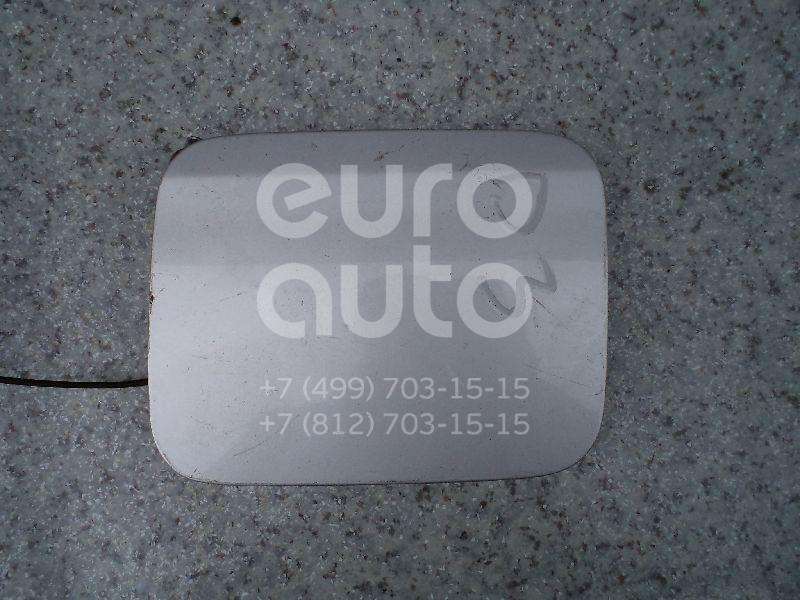 euro
auto
+7 (499) 703-15-15
+7 (812) 703-15-15